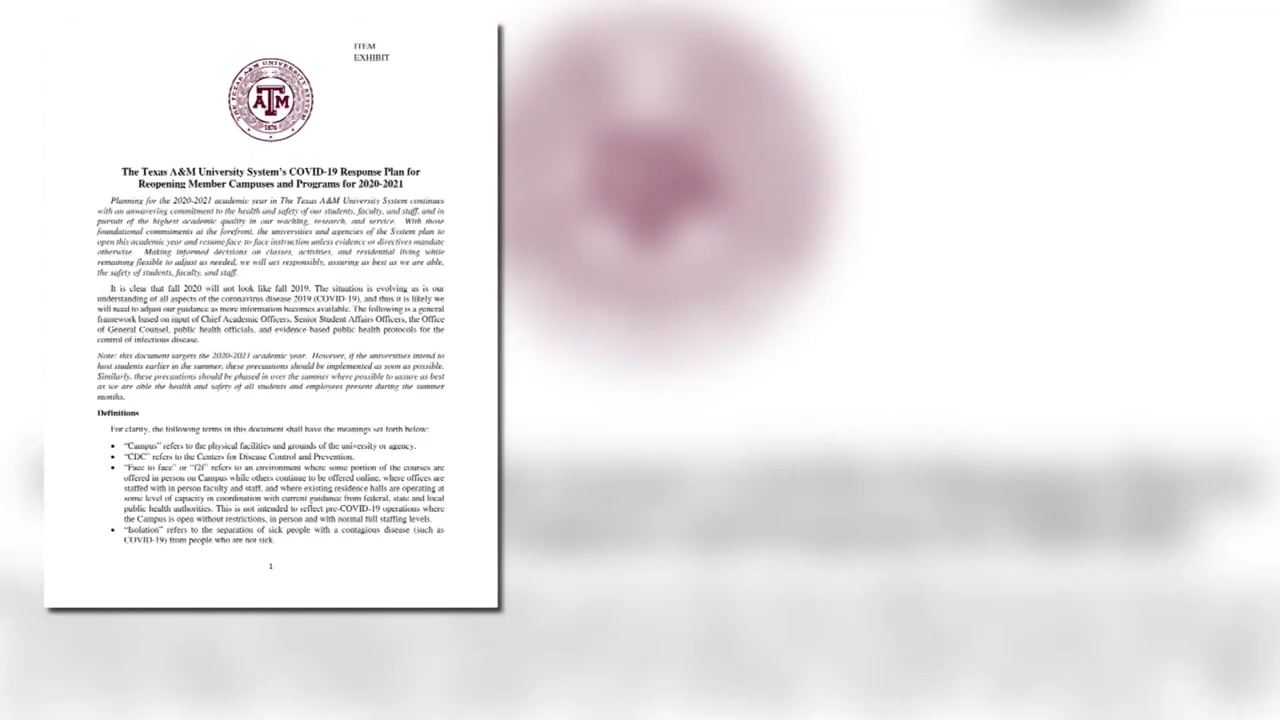 ITEM
EXHIBIT
THE TEXAS A&M UNIVERSITY SYSTEM
ATM
1876
The Texas A&M University System's COVID-19 Response Plan for
Reopening Member Campuses and Programs for 2020-2021
Planning for the 2020-2021 academic year in The Texas A&M University System continues
with an unwavering commitment to the health and safety of our students, faculty, and staff, and in
pursuit of the highest academic quality in our teaching, research, and service. With those
foundational commitments at the forefront, the universities and agencies of the System plan to
open this academic year and resume face to face instruction unless evidence or directives mandate
otherwise. Making informed decisions on classes, activities, and residential living while
remaining flexible to adjust as needed, we will act responsibly, assuring as best as we are able,
the safety of students, faculty, and staff.
It is clear that fall 2020 will not look like fall 2019. The situation is evolving as is our
understanding of all aspects of the coronavirus disease 2019 (COVID-19), and thus it is likely we
will need to adjust our guidance as more information becomes available. The following is a general
framework based on input of Chief Academic Officers, Senior Student Affairs Officers, the Office
of General Counsel, public health officials, and evidence based public health protocols for the
control of infectious disease.
Note: this document targets the 2020-2021 academic year. However, if the universities intend to
host students earlier in the summer, these precautions should be implemented as soon as possible.
Similarly, these precautions should be phased in over the summer where possible to assure as best
as we are able the health and safety of all students and employees present during the summer
months.
Definitions
For clarity, the following terms in this document shall have the meanings set forth below:
• "Campus" refers to the physical facilities and grounds of the university or agency.
• "CDC" refers to the Centers for Disease Control and Prevention.
• "Face to face" or "f2f" refers to an environment where some portion of the courses are
offered in person on Campus while others continue to be offered online, where offices are
staffed with in person faculty and staff, and where existing residence halls are operating at
some level of capacity in coordination with current guidance from federal, state and local
public health authorities. This is not intended to reflect pre-COVID-19 operations where
the Campus is open without restrictions, in person and with normal full staffing levels.
• "Isolation" refers to the separation of sick people with a contagious disease (such as
COVID-19) from people who are not sick.
1